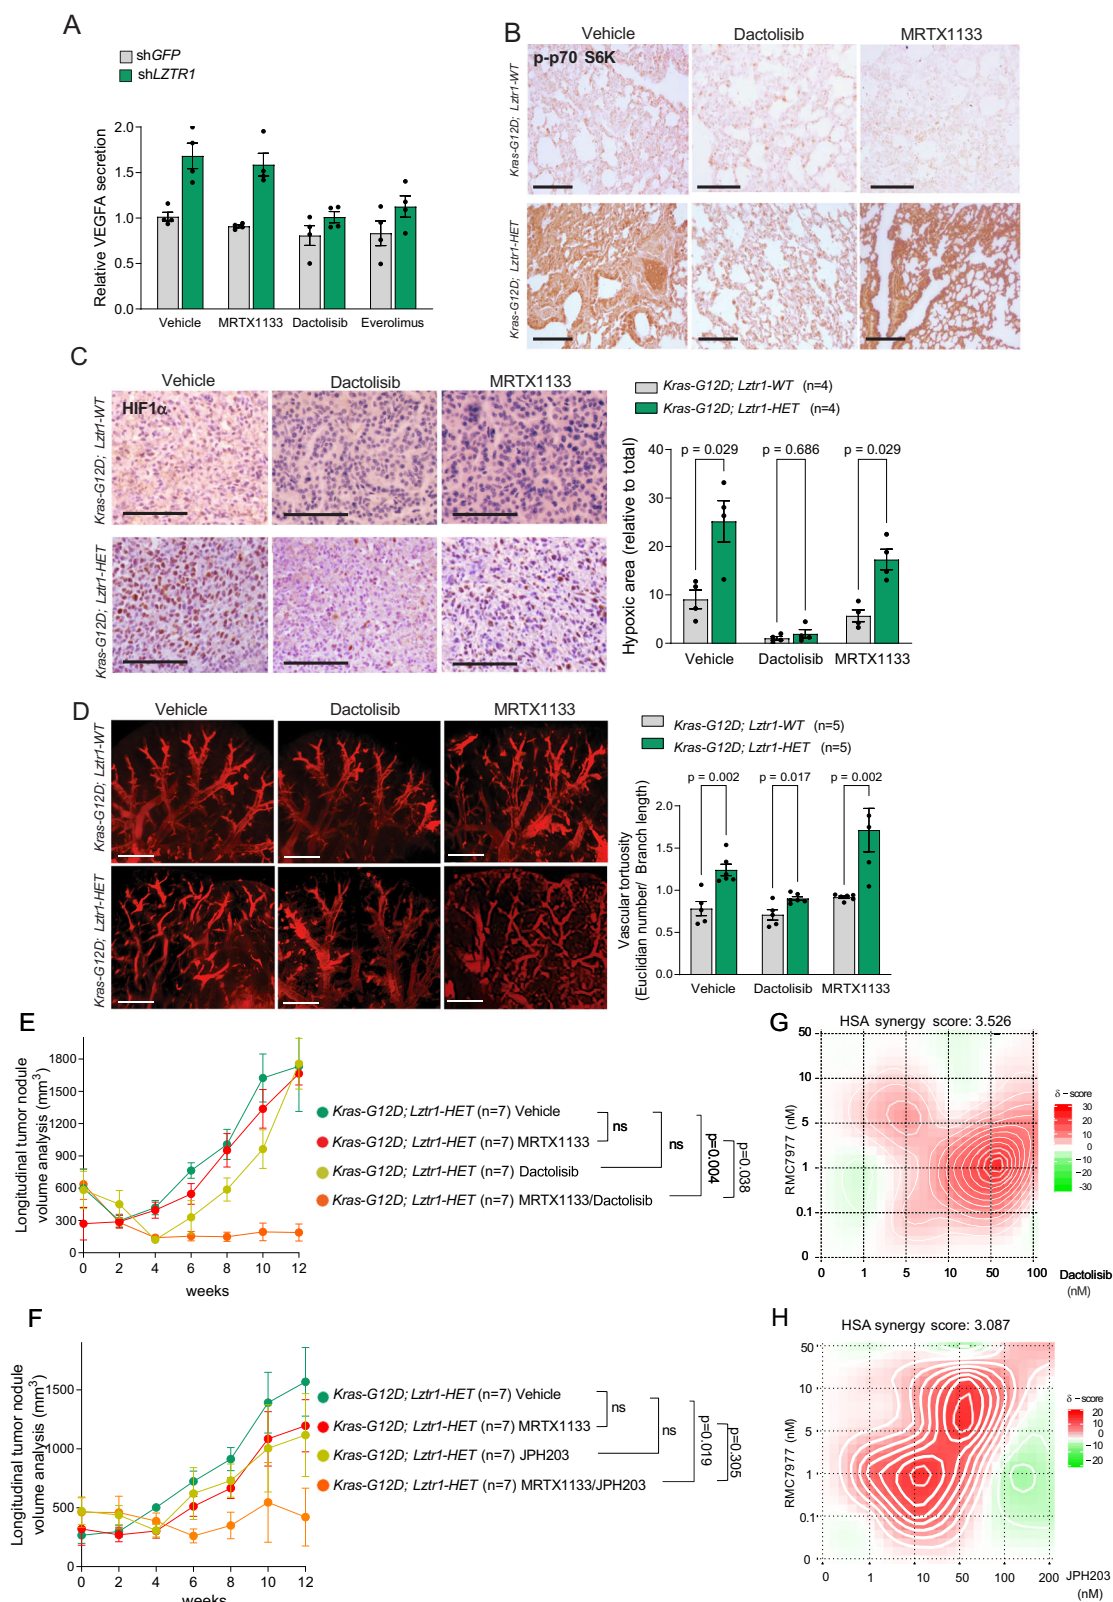 A
shGFP
shLZTR1
Relative VEGFA secretion
2.0
1.5
1.0
0.5
0.0
Vehicle
MRTX1133
Dactolisib
Everolimus
B
Vehicle
Dactolisib
MRTX1133
p-p70 S6K
Kras-G12D; Lztr1-WT
Kras-G12D; Lztr1-HET
C
Vehicle
Dactolisib
MRTX1133
HIF1α
Kras-G12D; Lztr1-WT
Kras-G12D; Lztr1-HET
Kras-G12D; Lztr1-WT (n=4)
Kras-G12D; Lztr1-HET (n=4)
Hypoxic area (relative to total)
p = 0.029
p = 0.686
p = 0.029
40
30
20
10
0
Vehicle
Dactolisib
MRTX1133
D
Vehicle
Dactolisib
MRTX1133
Kras-G12D; Lztr1-WT
Kras-G12D; Lztr1-HET
Kras-G12D; Lztr1-WT (n=5)
Kras-G12D; Lztr1-HET (n=5)
Vascular tortuosity
(Euclidian number/ Branch length)
p = 0.002
p = 0.017
p = 0.002
2.0
1.5
1.0
0.5
0.0
Vehicle
Dactolisib
MRTX1133
E
Longitudinal tumor nodule
volume analysis (mm3)
1800
1500
1200
900
600
300
0
0 2 4 6 8 10 12
weeks
Kras-G12D; Lztr1-HET (n=7) Vehicle
Kras-G12D; Lztr1-HET (n=7) MRTX1133
Kras-G12D; Lztr1-HET (n=7) Dactolisib
Kras-G12D; Lztr1-HET (n=7) MRTX1133/Dactolisib
ns
ns
p=0.004
p=0.038
F
Longitudinal tumor nodule
volume analysis (mm3)
1500
1000
500
0
0 2 4 6 8 10 12
weeks
Kras-G12D; Lztr1-HET (n=7) Vehicle
Kras-G12D; Lztr1-HET (n=7) MRTX1133
Kras-G12D; Lztr1-HET (n=7) JPH203
Kras-G12D; Lztr1-HET (n=7) MRTX1133/JPH203
ns
ns
p=0.019
p=0.305
G
HSA synergy score: 3.526
RMC7977 (nM)
50
10
5
1
0.1
0
0 1 5 10 50 100
Dactolisib
(nM)
δ – score
30
20
10
0
–10
–20
–30
H
HSA synergy score: 3.087
RMC7977 (nM)
50
10
5
1
0.1
0
0 1 10 50 100 200
JPH203
(nM)
δ – score
20
10
0
–10
–20